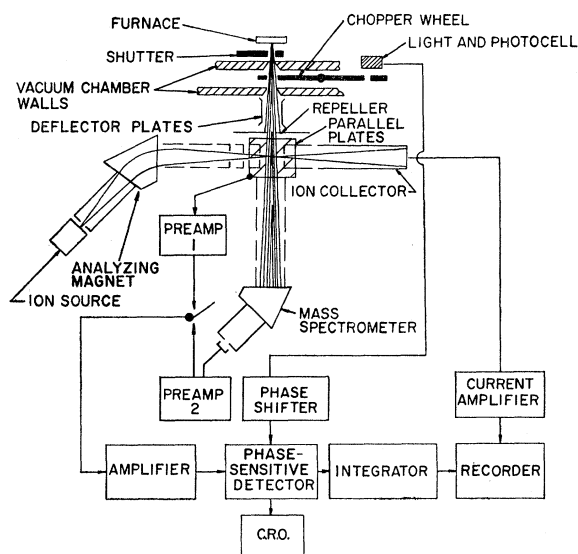 FURNACE
CHOPPER WHEEL
SHUTTER
LIGHT AND PHOTOCELL
VACUUM CHAMBER
WALLS
REPELLER
DEFLECTOR PLATES
PARALLEL
PLATES
ION COLLECTOR
PREAMP
1
ANALYZING
MAGNET
ION SOURCE
MASS
SPECTROMETER
PREAMP
2
PHASE
SHIFTER
CURRENT
AMPLIFIER
AMPLIFIER
PHASE-
SENSITIVE
DETECTOR
INTEGRATOR
RECORDER
C.R.O.